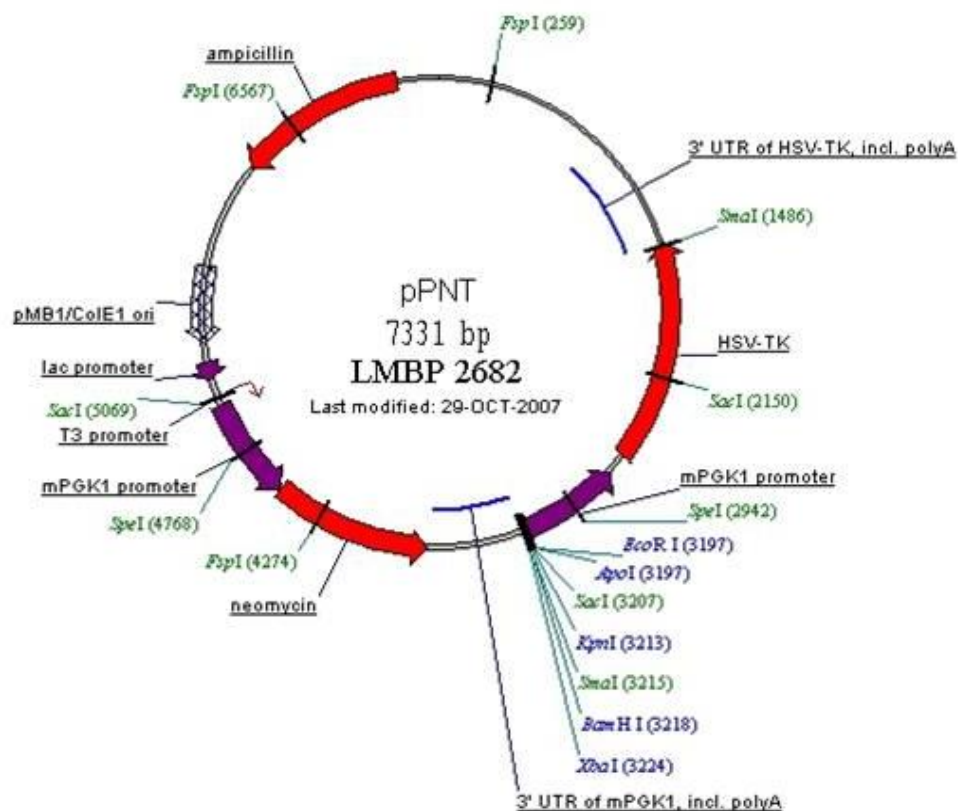 FspI (259)
ampicillin
FspI (6567)
3' UTR of HSV-TK, incl. polyA
SmaI (1486)
pPNT
7331 bp
LMBP 2682
Last modified: 29-OCT-2007
pMB1/ColE1 ori
HSV-TK
lac promoter
SacI (5069)
SacI (2150)
T3 promoter
mPGK1 promoter
mPGK1 promoter
SpeI (4768)
SpeI (2942)
EcoR I (3197)
FspI (4274)
ApoI (3197)
SacI (3207)
neomycin
KpnI (3213)
SmaI (3215)
BamH I (3218)
XbaI (3224)
3' UTR of mPGK1, incl. polyA